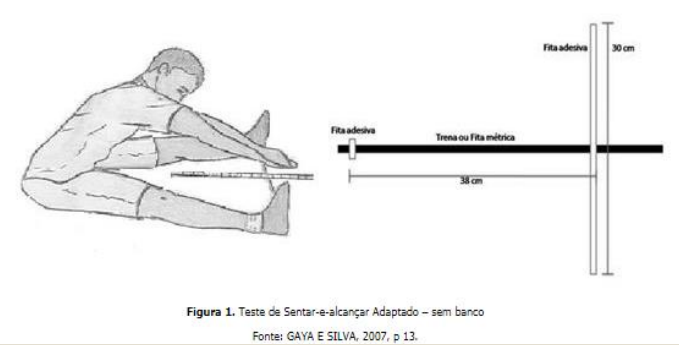 Fita adesiva
30 cm
Fita adesiva
Trena ou Fita métrica
38 cm
Figura 1. Teste de Sentar-e-alcançar Adaptado – sem banco
Fonte: GAYA E SILVA, 2007, p 13.